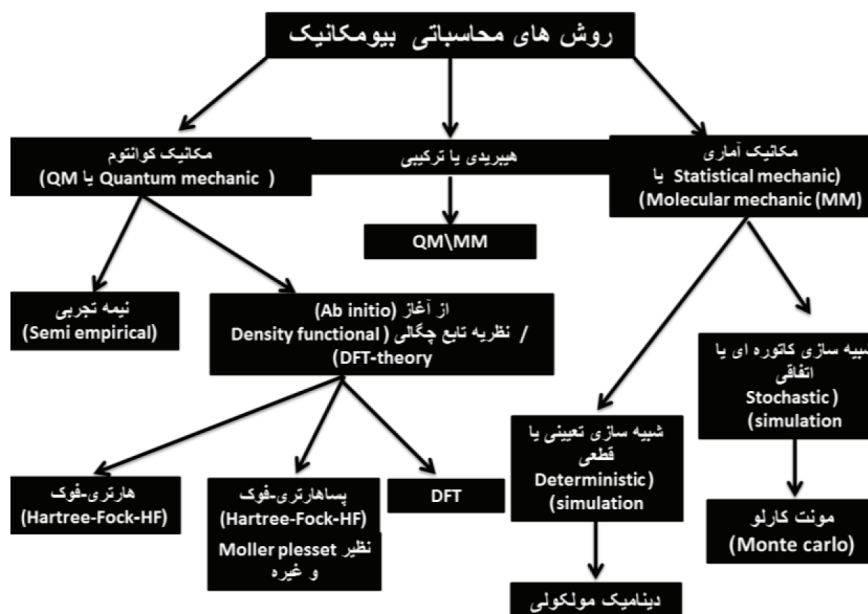 روش های محاسباتی بیومکانیک
مکانیک آماری
(Statistical mechanic یا
(Molecular mechanic (MM)
هیبریدی یا ترکیبی
QM\MM
مکانیک کوانتوم
(QM یا Quantum mechanic )
نیمه تجربی
(Semi empirical)
از آغاز (Ab initio)
/ نظریه تابع چگالی (Density functional
(DFT-theory
شبیه سازی کاتوره ای یا
اتفاقی
Stochastic)
(simulation
شبیه سازی تعیینی یا
قطعی
Deterministic)
(simulation
هارتری-فوک
(Hartree-Fock-HF)
پساهارتری-فوک
(Hartree-Fock-HF)
نظیر Moller plesset
و غیره
DFT
مونت کارلو
(Monte carlo)
دینامیک مولکولی